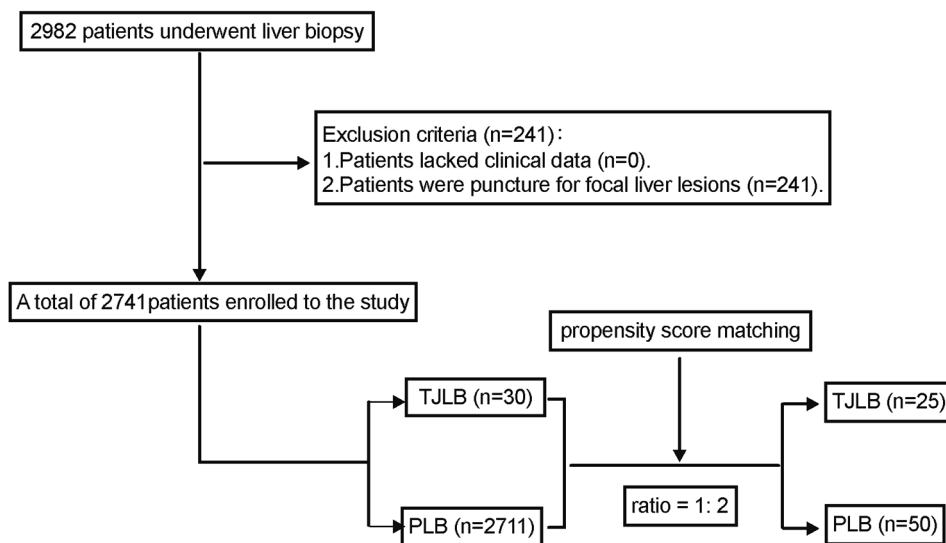 2982 patients underwent liver biopsy
Exclusion criteria (n=241):
1.Patients lacked clinical data (n=0).
2.Patients were puncture for focal liver lesions (n=241).
A total of 2741patients enrolled to the study
propensity score matching
TJLB (n=30)
TJLB (n=25)
ratio = 1: 2
PLB (n=2711)
PLB (n=50)